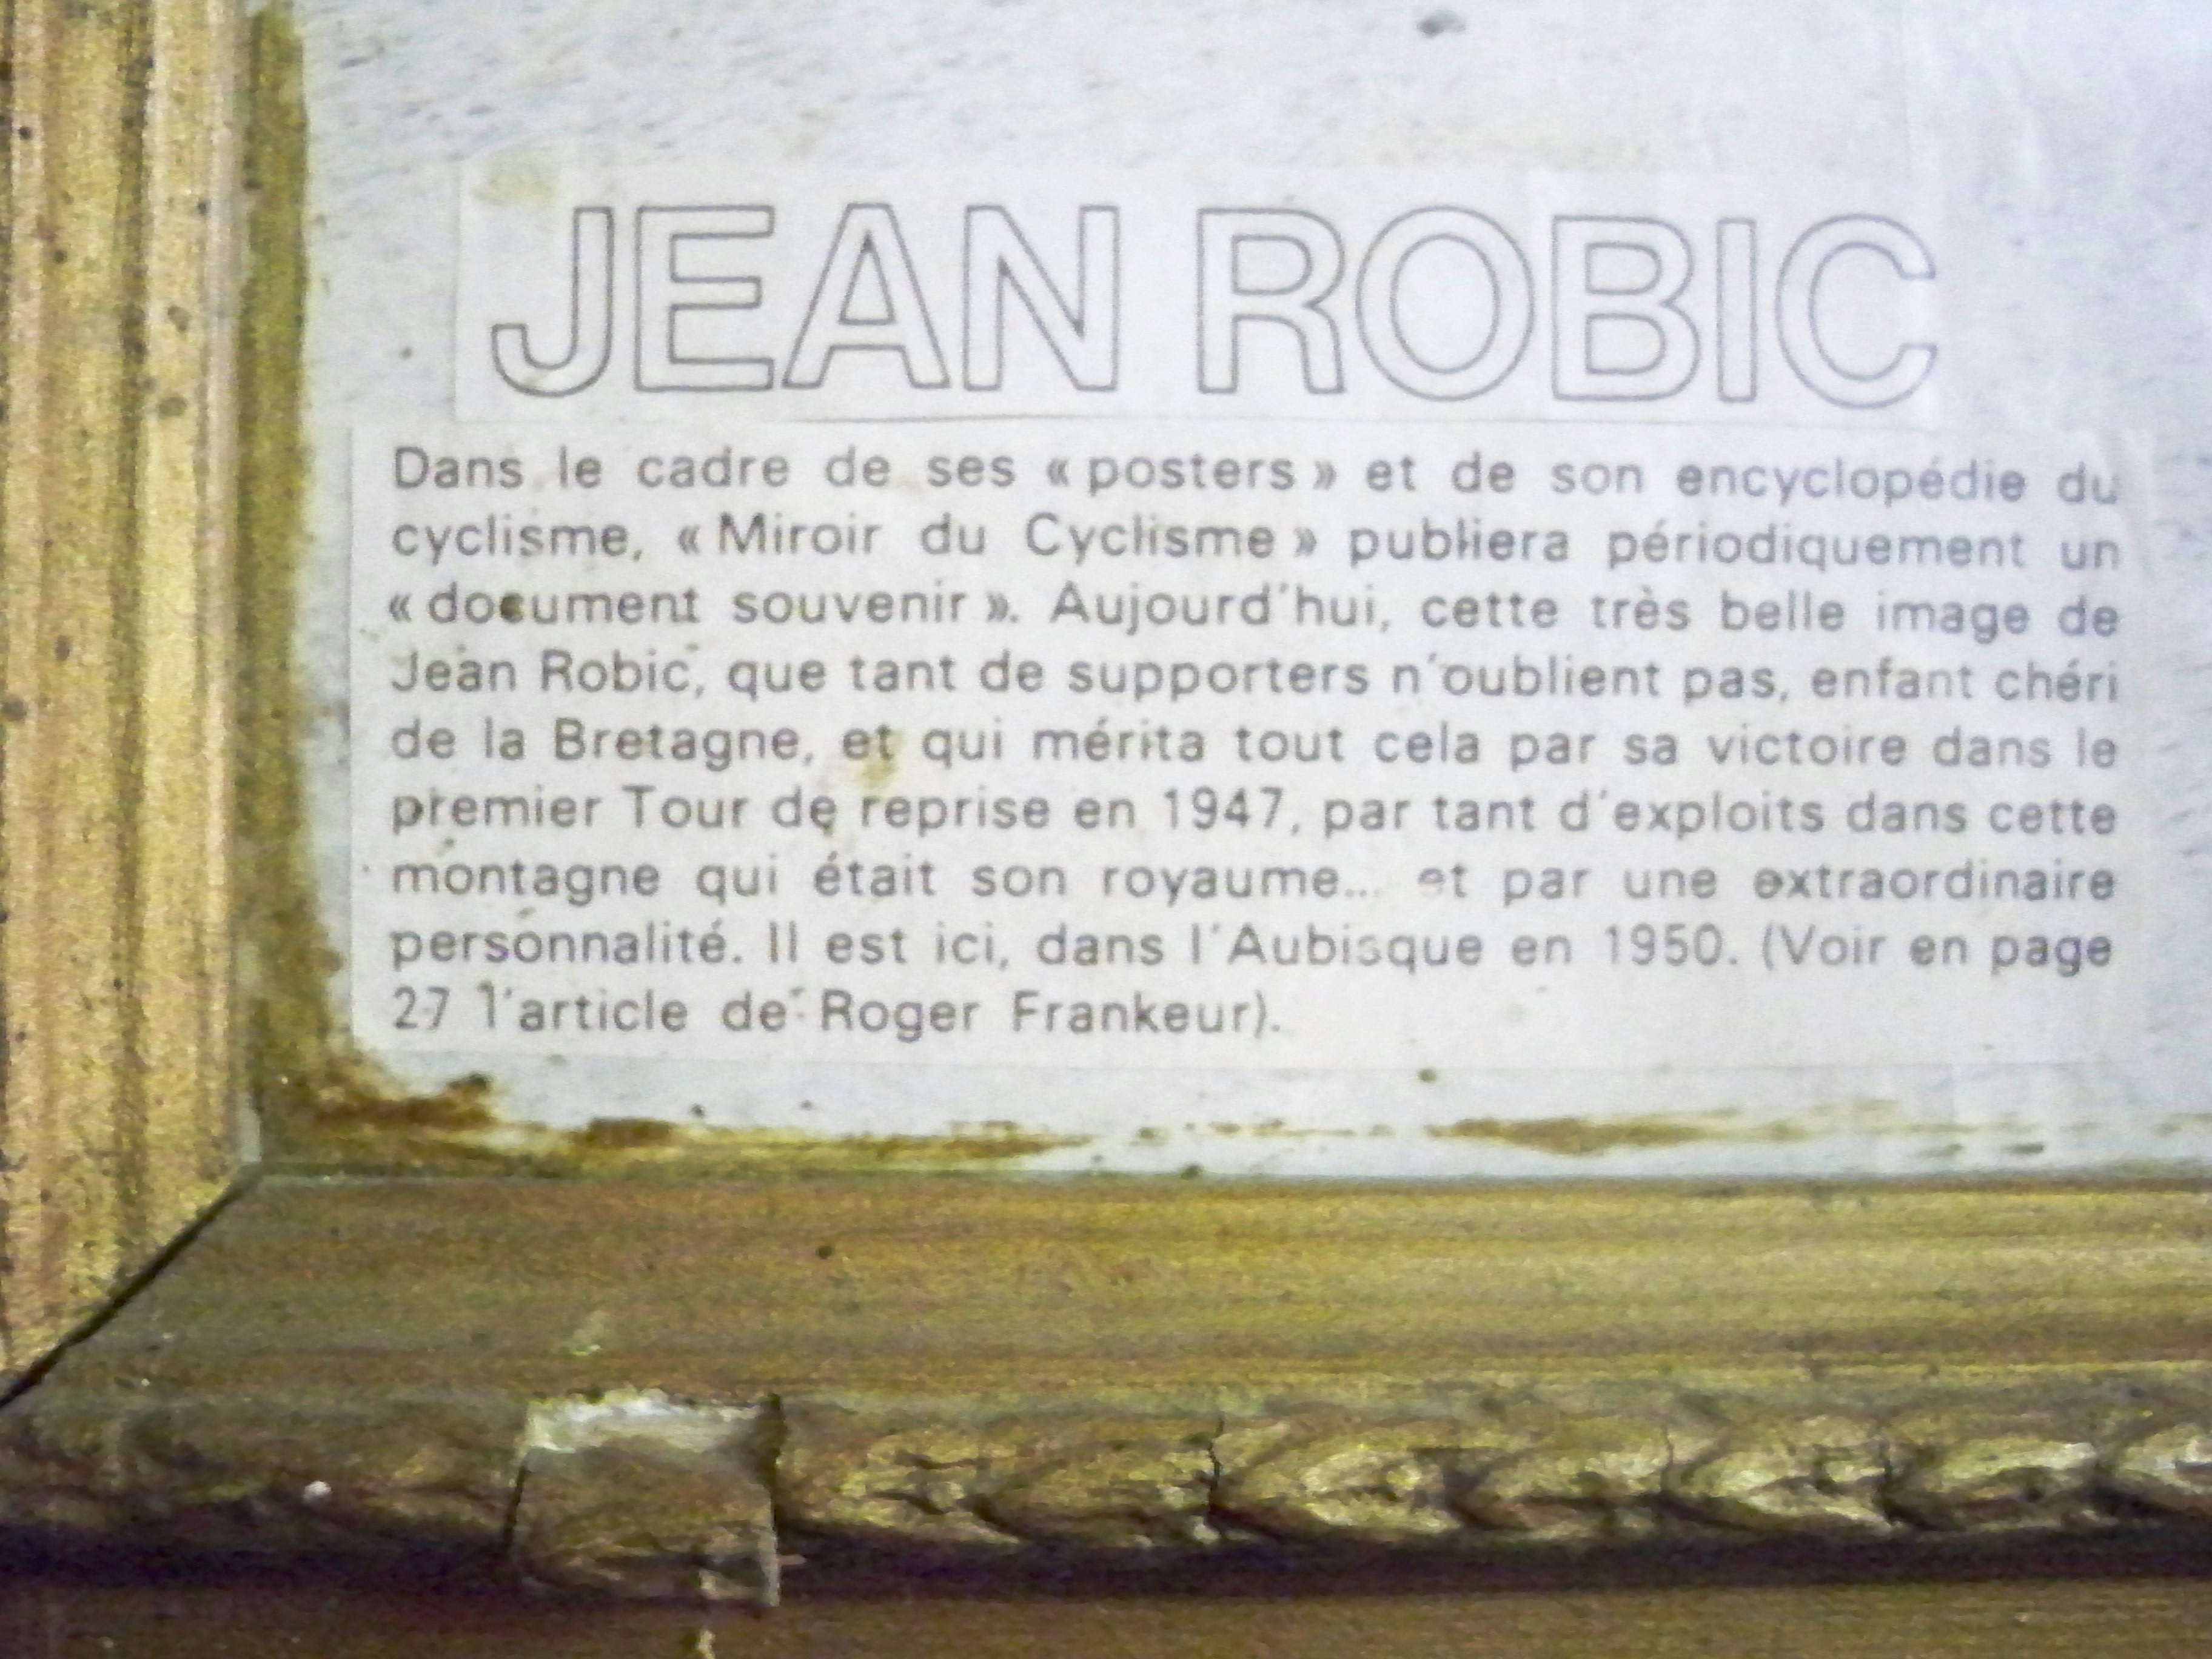 JEAN ROBIC
Dans le cadre de ses « posters » et de son encyclopédie du
cyclisme, « Miroir du Cyclisme » publiera périodiquement un
« document souvenir ». Aujourd'hui, cette très belle image de
Jean Robic, que tant de supporters n'oublient pas, enfant chéri
de la Bretagne, et qui mérita tout cela par sa victoire dans le
premier Tour de reprise en 1947, par tant d'exploits dans cette
montagne qui était son royaume... et par une extraordinaire
personnalité. Il est ici, dans l'Aubisque en 1950. (Voir en page
27 l'article de Roger Frankeur).